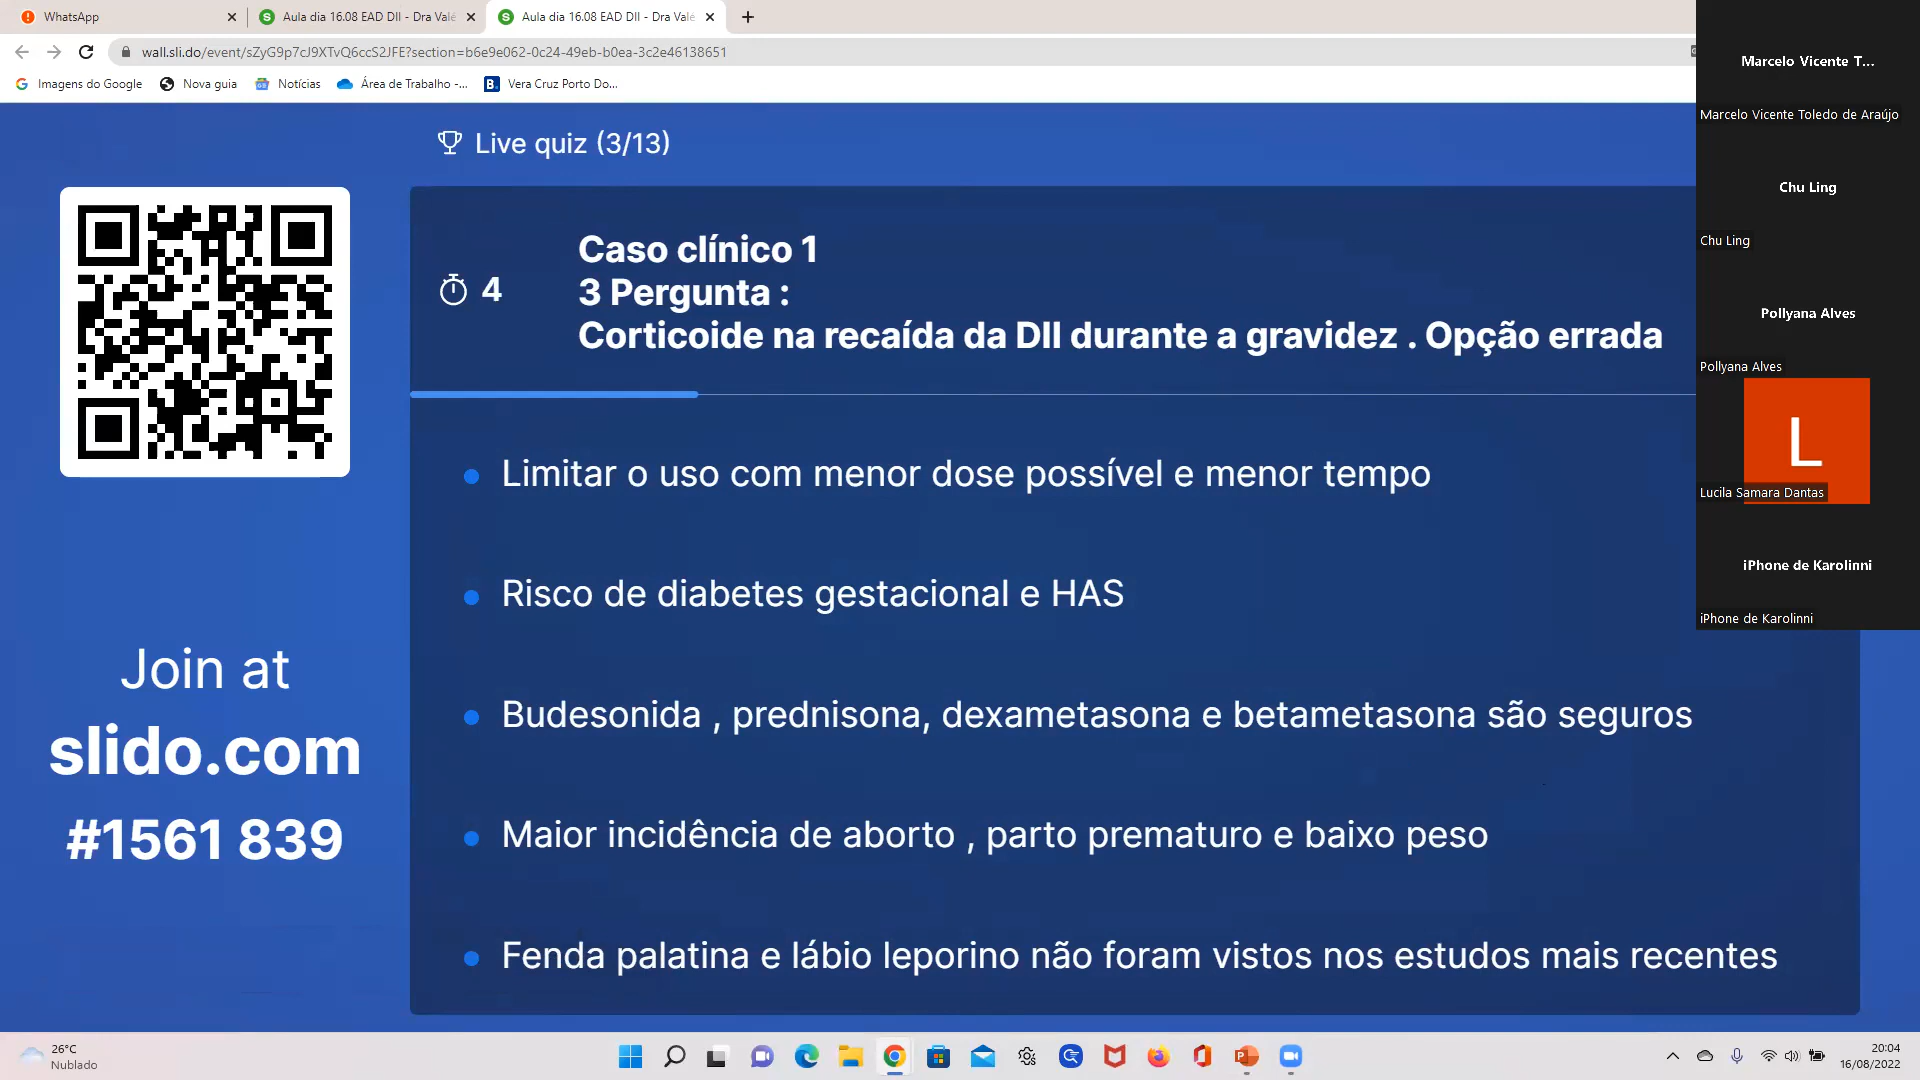 WhatsApp
Aula dia 16.08 EAD DII - Dra Valé
Aula dia 16.08 EAD DII - Dra Valé
wall.sli.do/event/sZyG9p7cJ9XTvQ6ccS2JFE?section=b6e9e062-0c24-49eb-b0ea-3c2e46138651
Imagens do Google
Nova guia
Notícias
Área de Trabalho -...
Vera Cruz Porto Do...
Live quiz (3/13)
4
Caso clínico 1
3 Pergunta :
Corticoide na recaída da DII durante a gravidez . Opção errada
Limitar o uso com menor dose possível e menor tempo
Risco de diabetes gestacional e HAS
Budesonida , prednisona, dexametasona e betametasona são seguros
Maior incidência de aborto , parto prematuro e baixo peso
Fenda palatina e lábio leporino não foram vistos nos estudos mais recentes
Join at
slido.com
#1561 839
Marcelo Vicente T...
Marcelo Vicente Toledo de Araújo
Chu Ling
Chu Ling
Pollyana Alves
Pollyana Alves
L
Lucila Samara Dantas
iPhone de Karolinni
iPhone de Karolinni
26°C
Nublado
20:04
16/08/2022